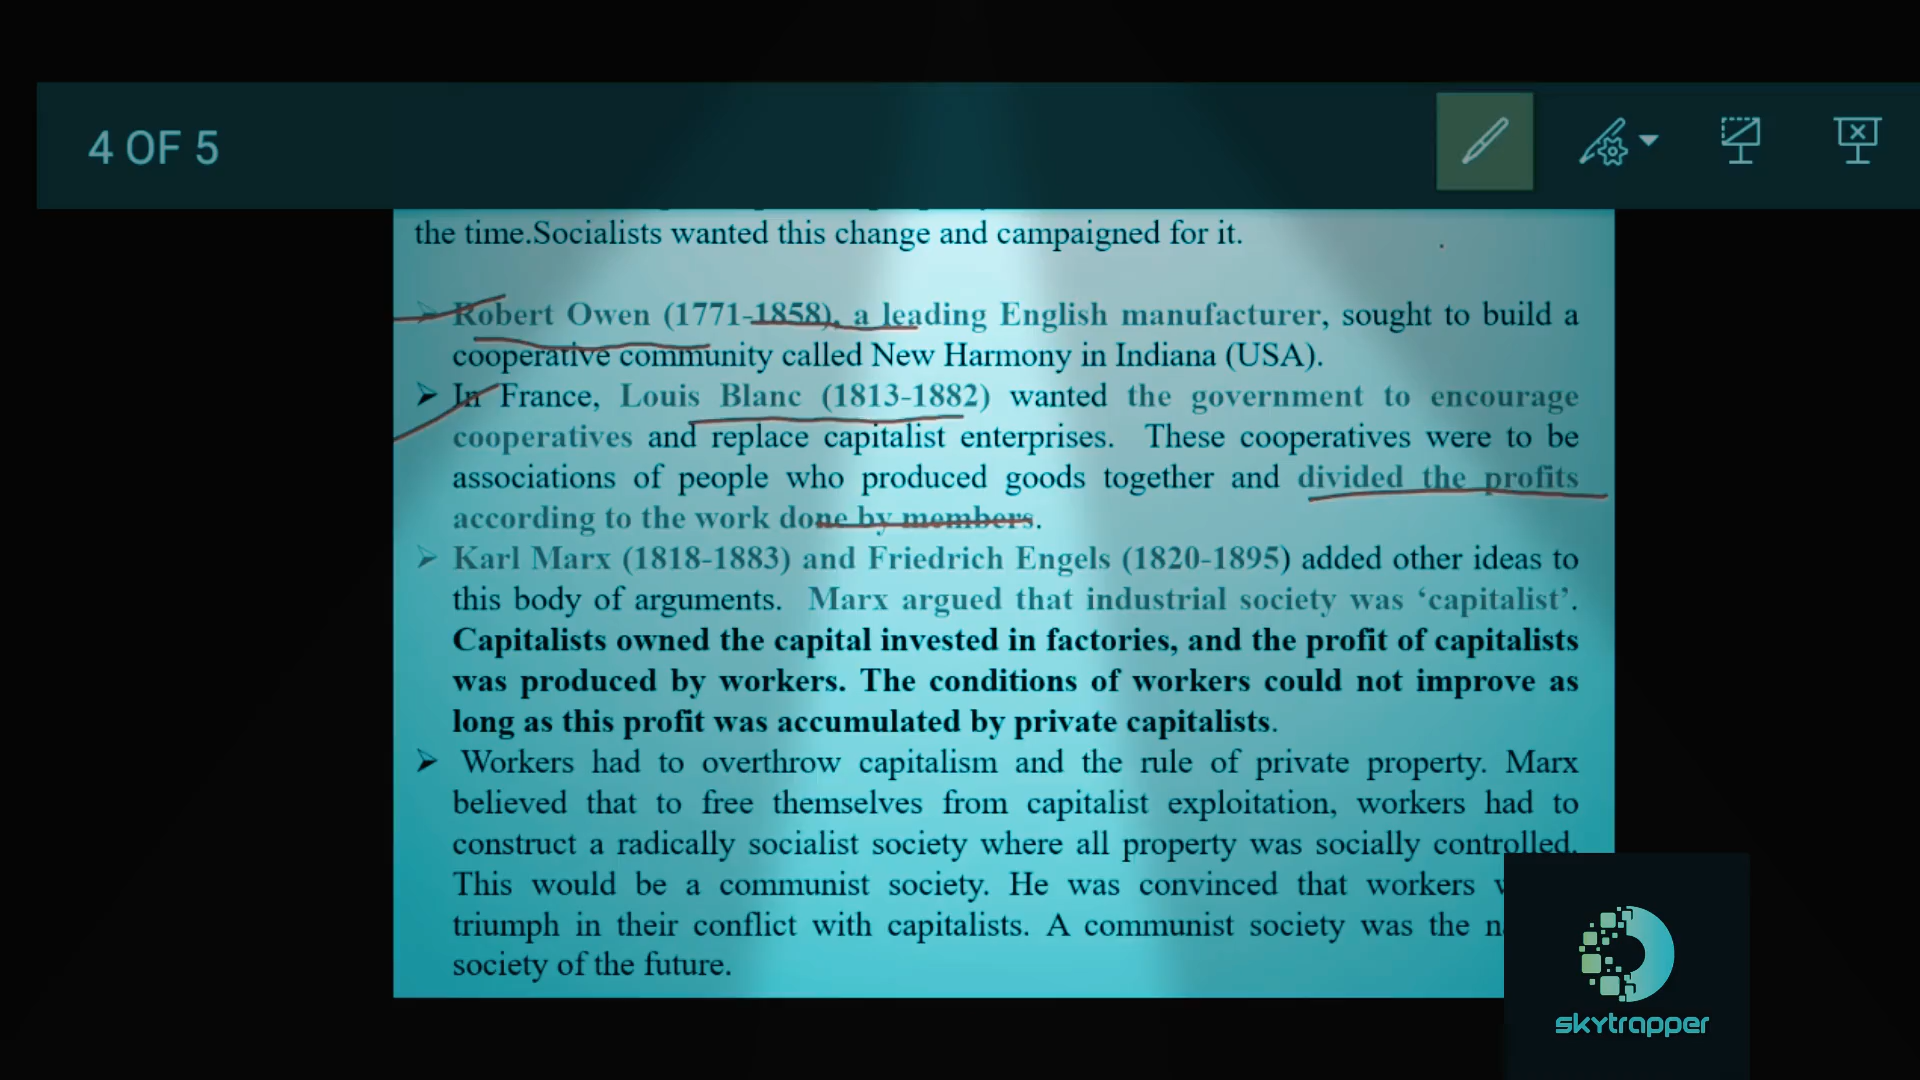 4 OF 5
the time.Socialists wanted this change and campaigned for it.
➢ Robert Owen (1771-1858), a leading English manufacturer, sought to build a
cooperative community called New Harmony in Indiana (USA).
➢ In France, Louis Blanc (1813-1882) wanted the government to encourage
cooperatives and replace capitalist enterprises. These cooperatives were to be
associations of people who produced goods together and divided the profits
according to the work done by members.
➢ Karl Marx (1818-1883) and Friedrich Engels (1820-1895) added other ideas to
this body of arguments. Marx argued that industrial society was ‘capitalist’.
Capitalists owned the capital invested in factories, and the profit of capitalists
was produced by workers. The conditions of workers could not improve as
long as this profit was accumulated by private capitalists.
➢ Workers had to overthrow capitalism and the rule of private property. Marx
believed that to free themselves from capitalist exploitation, workers had to
construct a radically socialist society where all property was socially controlled.
This would be a communist society. He was convinced that workers
triumph in their conflict with capitalists. A communist society was the
society of the future.
skytrapper